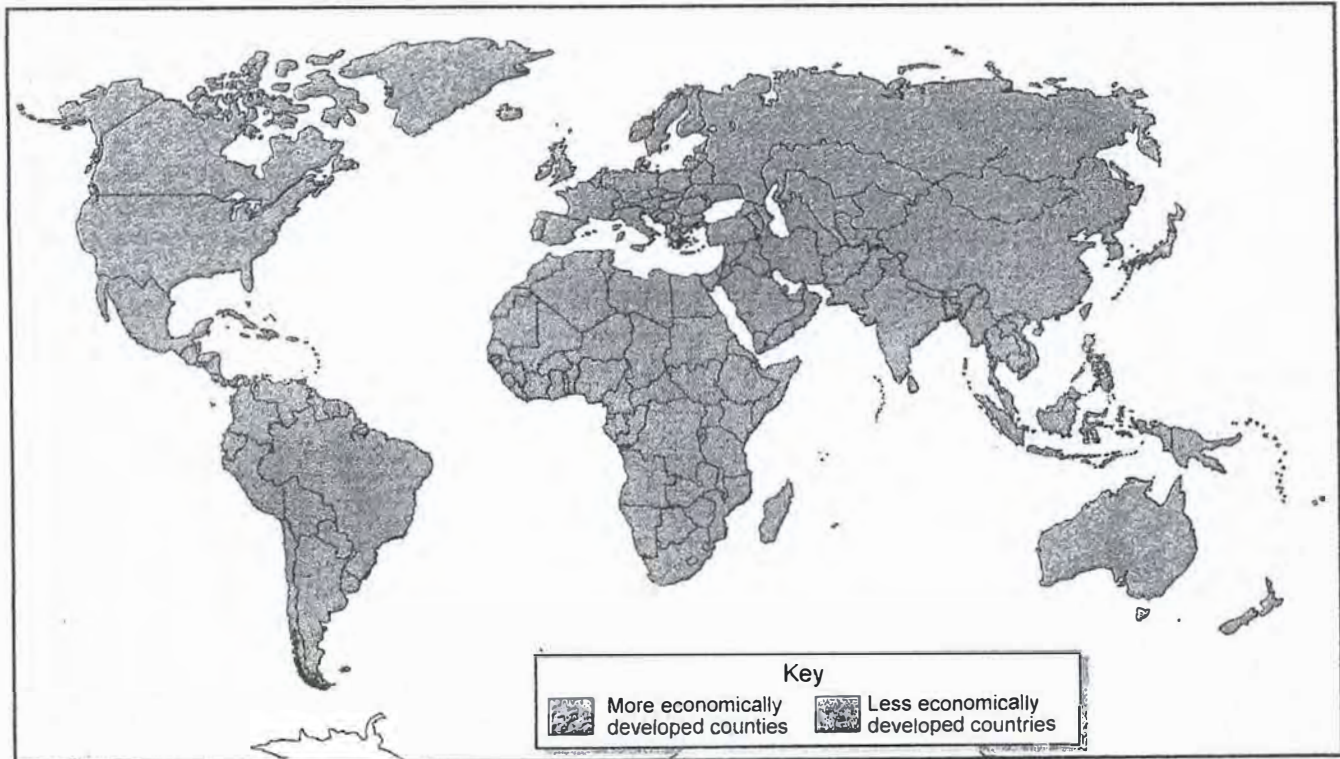 Key
More economically
developed counties
Less economically
developed countries